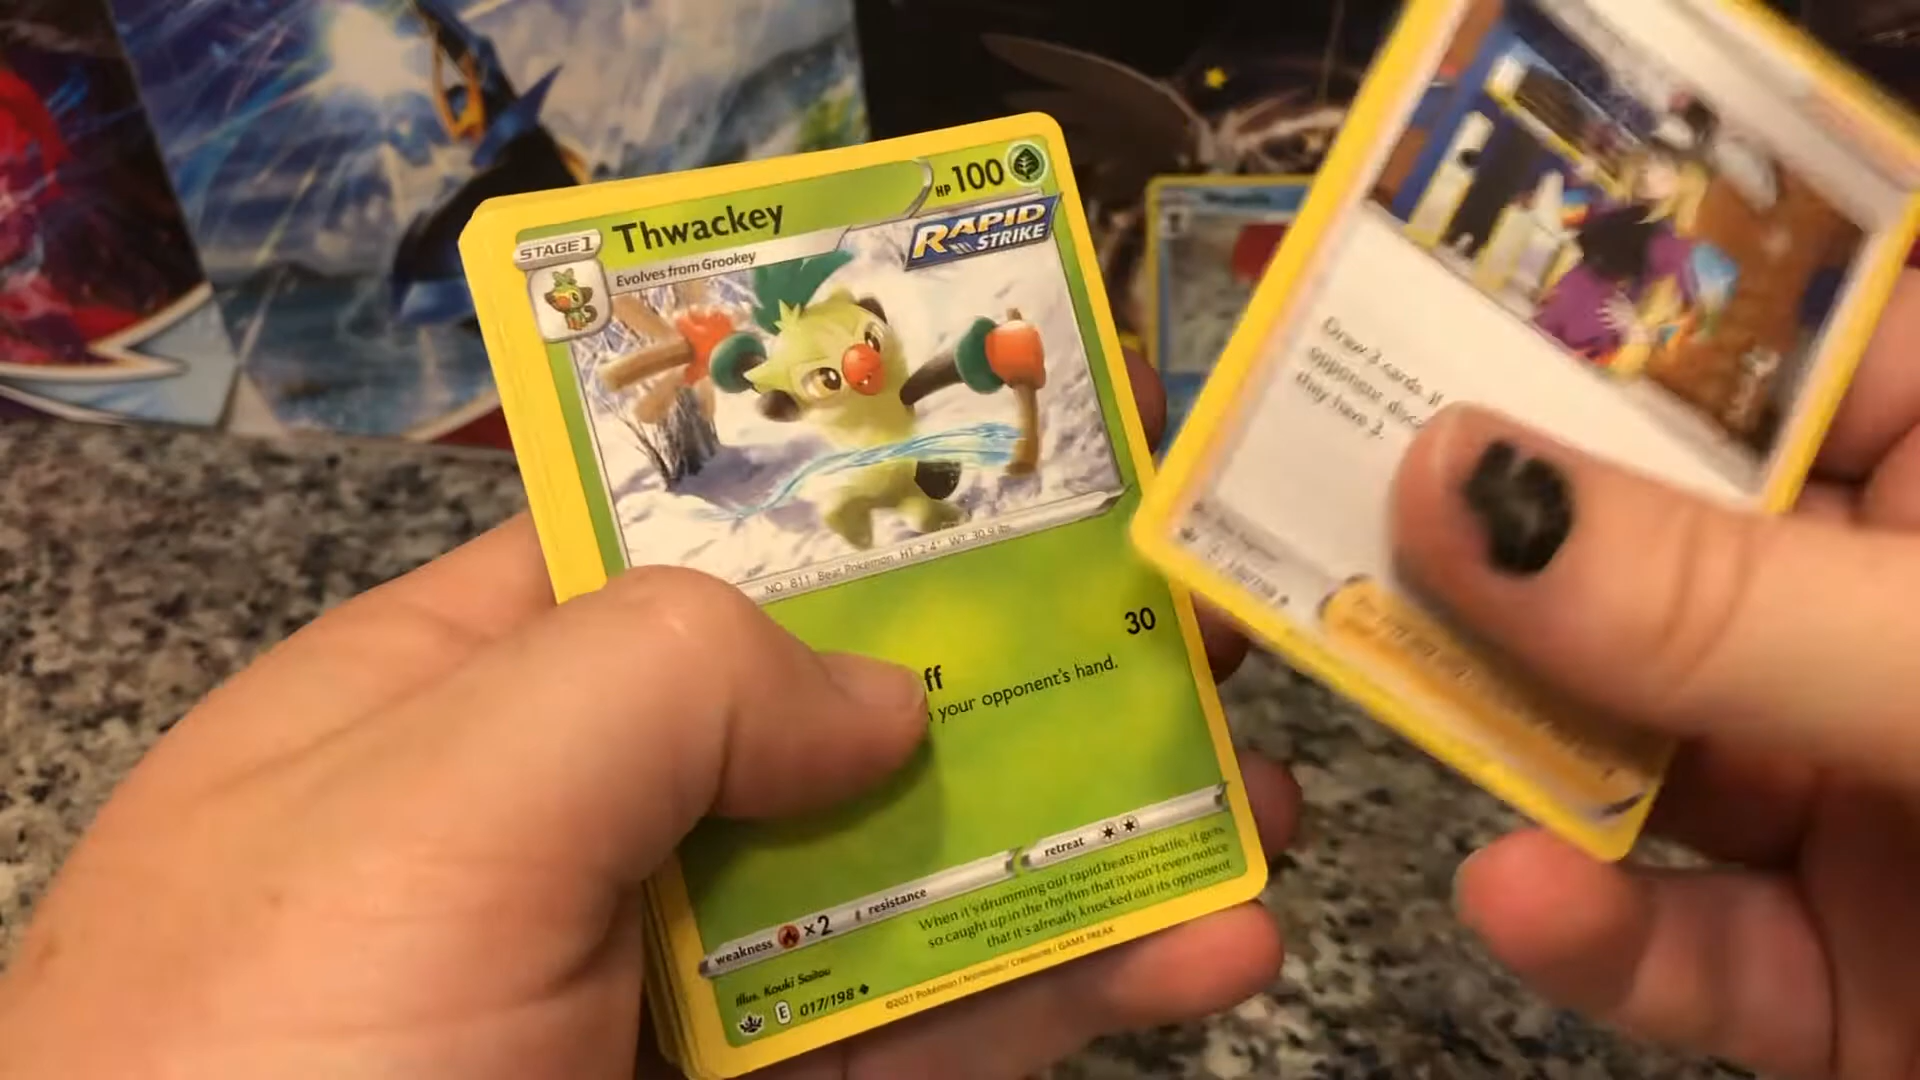 STAGE 1
Thwackey
HP 100
Evolves from Grookey
RAPID
STRIKE
NO. 811 Beat Pokémon HT: 2'4" WT: 30.9 lbs.
30
ff
your opponent's hand.
weakness ×2
resistance
retreat
When it's drumming out rapid beats in battle, it gets
so caught up in the rhythm that it won't even notice
that it's already knocked out its opponent
Illus. Kouki Saitou
E 017/198
©2021 Pokémon / Nintendo / Creatures / GAME FREAK
Draw 3 cards. If
opponent
they have 3.